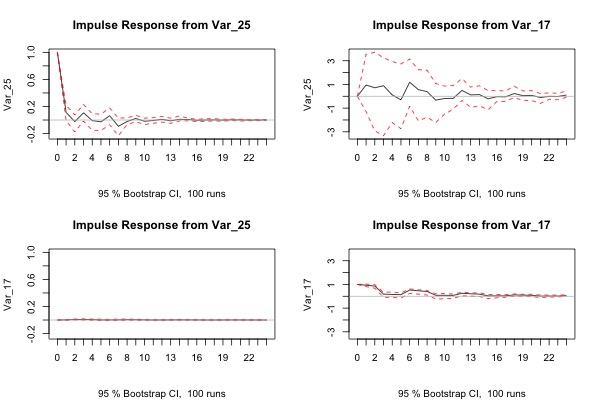 Impulse Response from Var_25
Var_25
1.0
0.6
0.2
-0.2
0 2 4 6 8 10 13 16 19 22
95 % Bootstrap CI, 100 runs
Impulse Response from Var_17
Var_25
3
1
-1
-3
0 2 4 6 8 10 13 16 19 22
95 % Bootstrap CI, 100 runs
Impulse Response from Var_25
Var_17
1.0
0.6
0.2
-0.2
0 2 4 6 8 10 13 16 19 22
95 % Bootstrap CI, 100 runs
Impulse Response from Var_17
Var_17
3
1
-1
-3
0 2 4 6 8 10 13 16 19 22
95 % Bootstrap CI, 100 runs